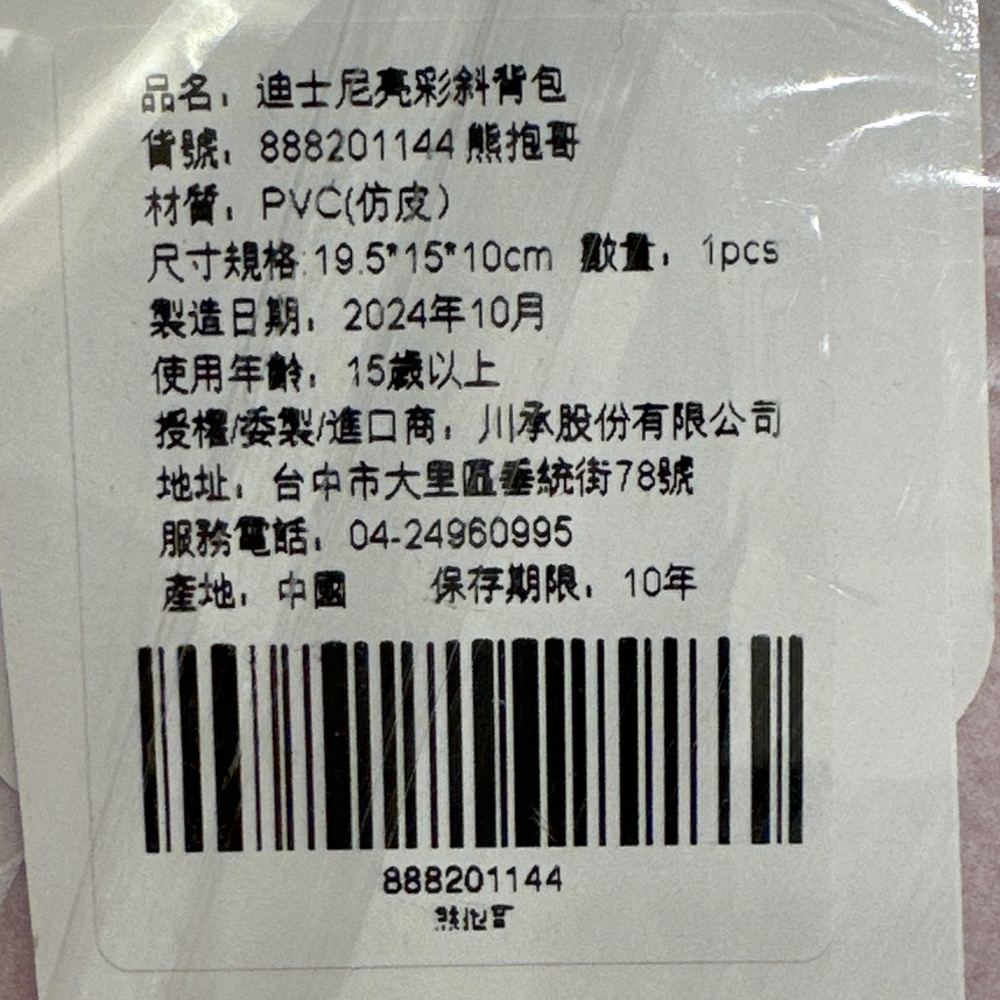 品名：迪士尼亮彩斜背包
貨號：888201144 熊抱哥
材質：PVC(仿皮）
尺寸規格:19.5*15*10cm 數量：1pcs
製造日期：2024年10月
使用年齡：15歲以上
授權/委製/進口商：川承股份有限公司
地址：台中市大里區垂統街78號
服務電話：04-24960995
產地：中國 保存期限：10年
888201144
熊抱哥